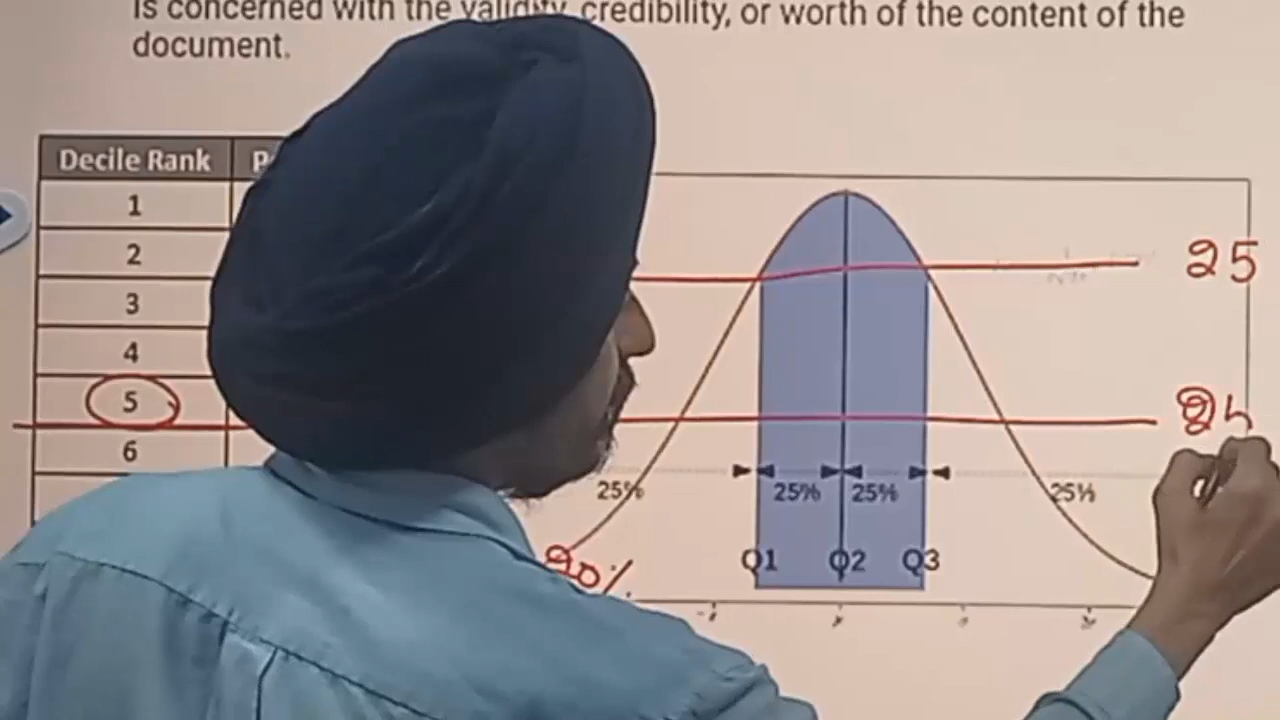 is concerned with the validity, credibility, or worth of the content of the
document.
Decile Rank
1
2
3
4
5
6
25
25% 25% 25% 25%
Q1 Q2 Q3